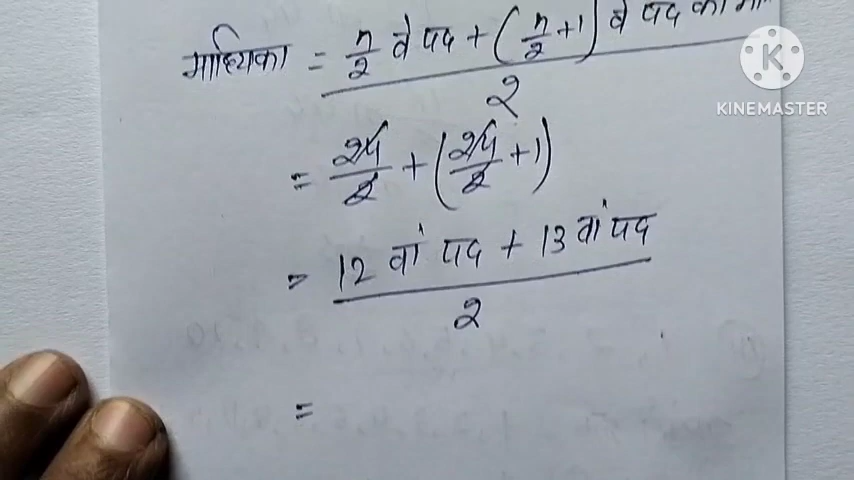 माध्यिका = n/2 वे पद + (n/2 + 1) वे पद का
2
KINEMASTER
= 24/2 + (24/2 + 1)
= 12 वां पद + 13 वां पद
2
=